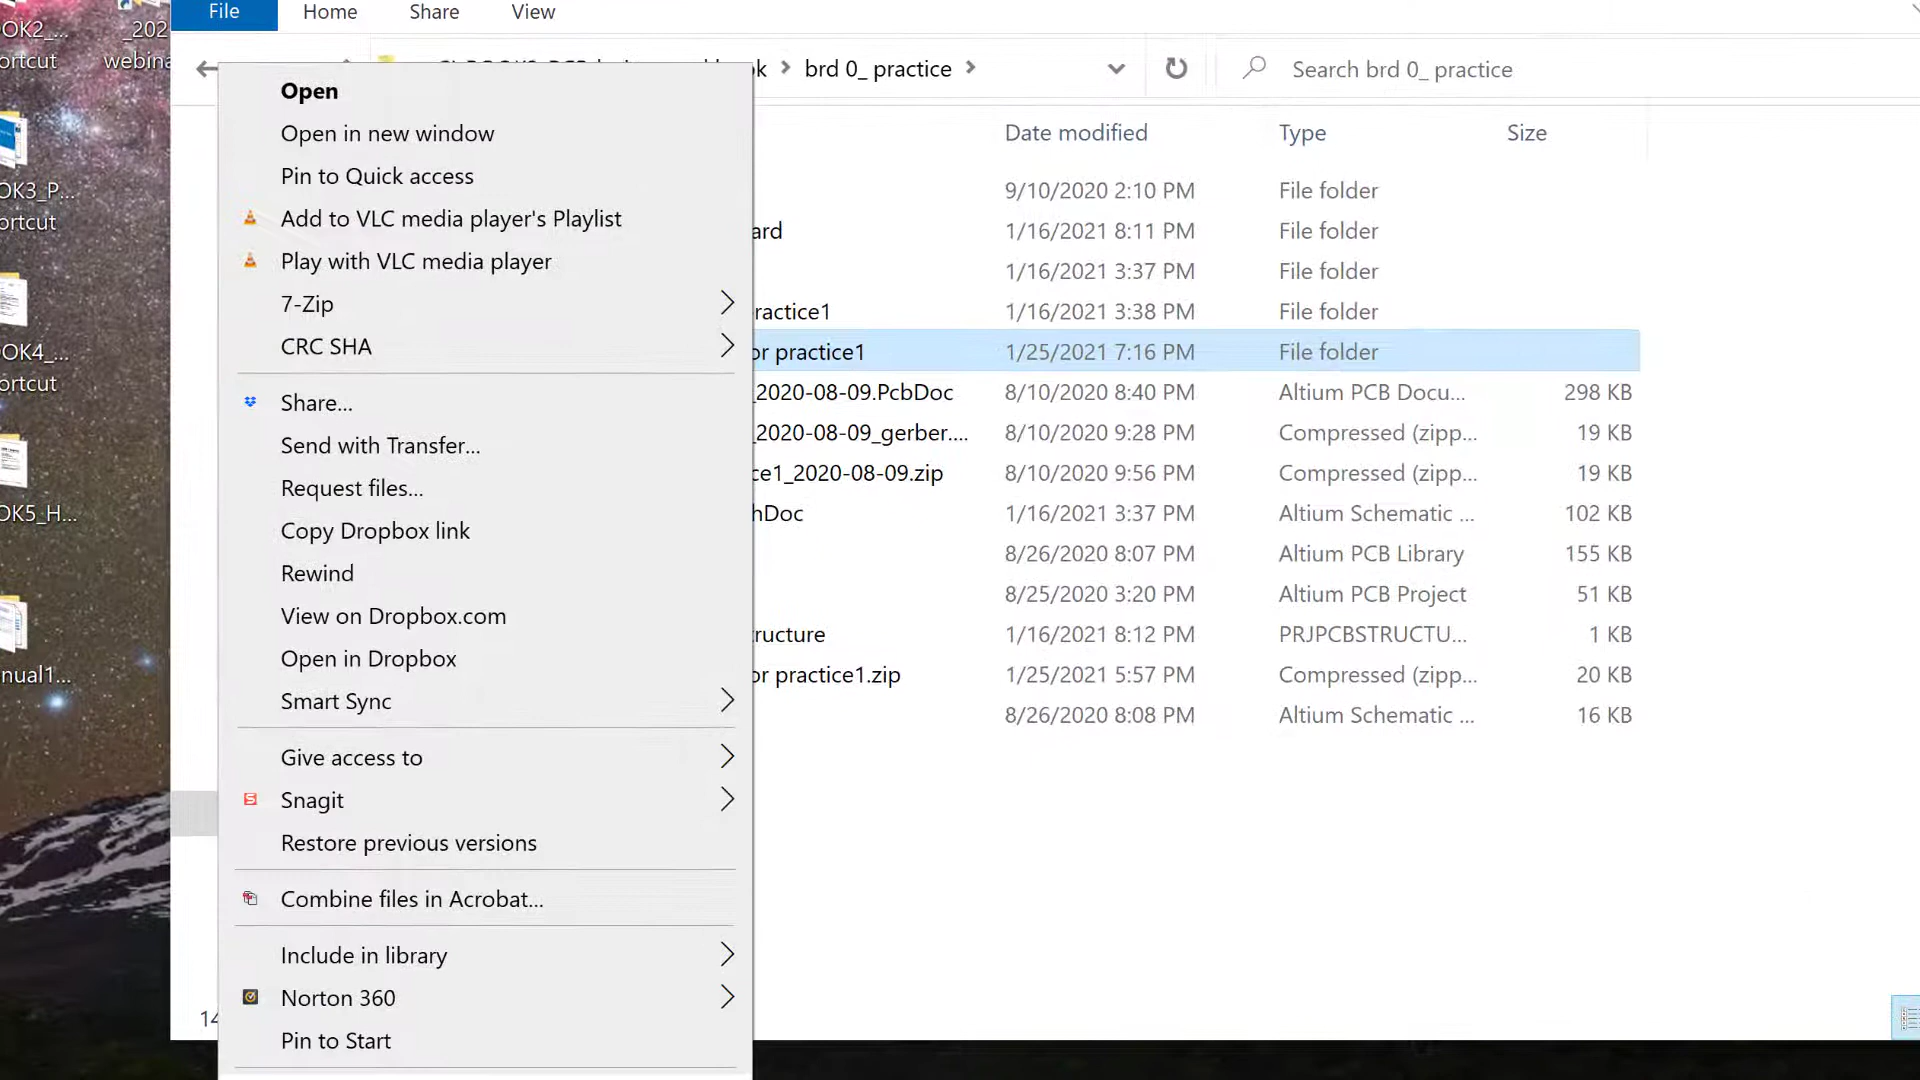 File Home Share View
OOK2_...
ortcut
_202
webina
k > brd 0_ practice >
Search brd 0_ practice
Date modified Type Size
9/10/2020 2:10 PM File folder
ard 1/16/2021 8:11 PM File folder
1/16/2021 3:37 PM File folder
ractice1 1/16/2021 3:38 PM File folder
or practice1 1/25/2021 7:16 PM File folder
_2020-08-09.PcbDoc 8/10/2020 8:40 PM Altium PCB Docu... 298 KB
_2020-08-09_gerber.... 8/10/2020 9:28 PM Compressed (zipp... 19 KB
ce1_2020-08-09.zip 8/10/2020 9:56 PM Compressed (zipp... 19 KB
hDoc 1/16/2021 3:37 PM Altium Schematic ... 102 KB
8/26/2020 8:07 PM Altium PCB Library 155 KB
8/25/2020 3:20 PM Altium PCB Project 51 KB
ructure 1/16/2021 8:12 PM PRJPCBSTRUCTU... 1 KB
or practice1.zip 1/25/2021 5:57 PM Compressed (zipp... 20 KB
8/26/2020 8:08 PM Altium Schematic ... 16 KB
Open
Open in new window
Pin to Quick access
Add to VLC media player's Playlist
Play with VLC media player
7-Zip
CRC SHA
Share...
Send with Transfer...
Request files...
Copy Dropbox link
Rewind
View on Dropbox.com
Open in Dropbox
Smart Sync
Give access to
Snagit
Restore previous versions
Combine files in Acrobat...
Include in library
Norton 360
Pin to Start
OK3_P...
ortcut
OK4_...
ortcut
OK5_H...
nual1...
14